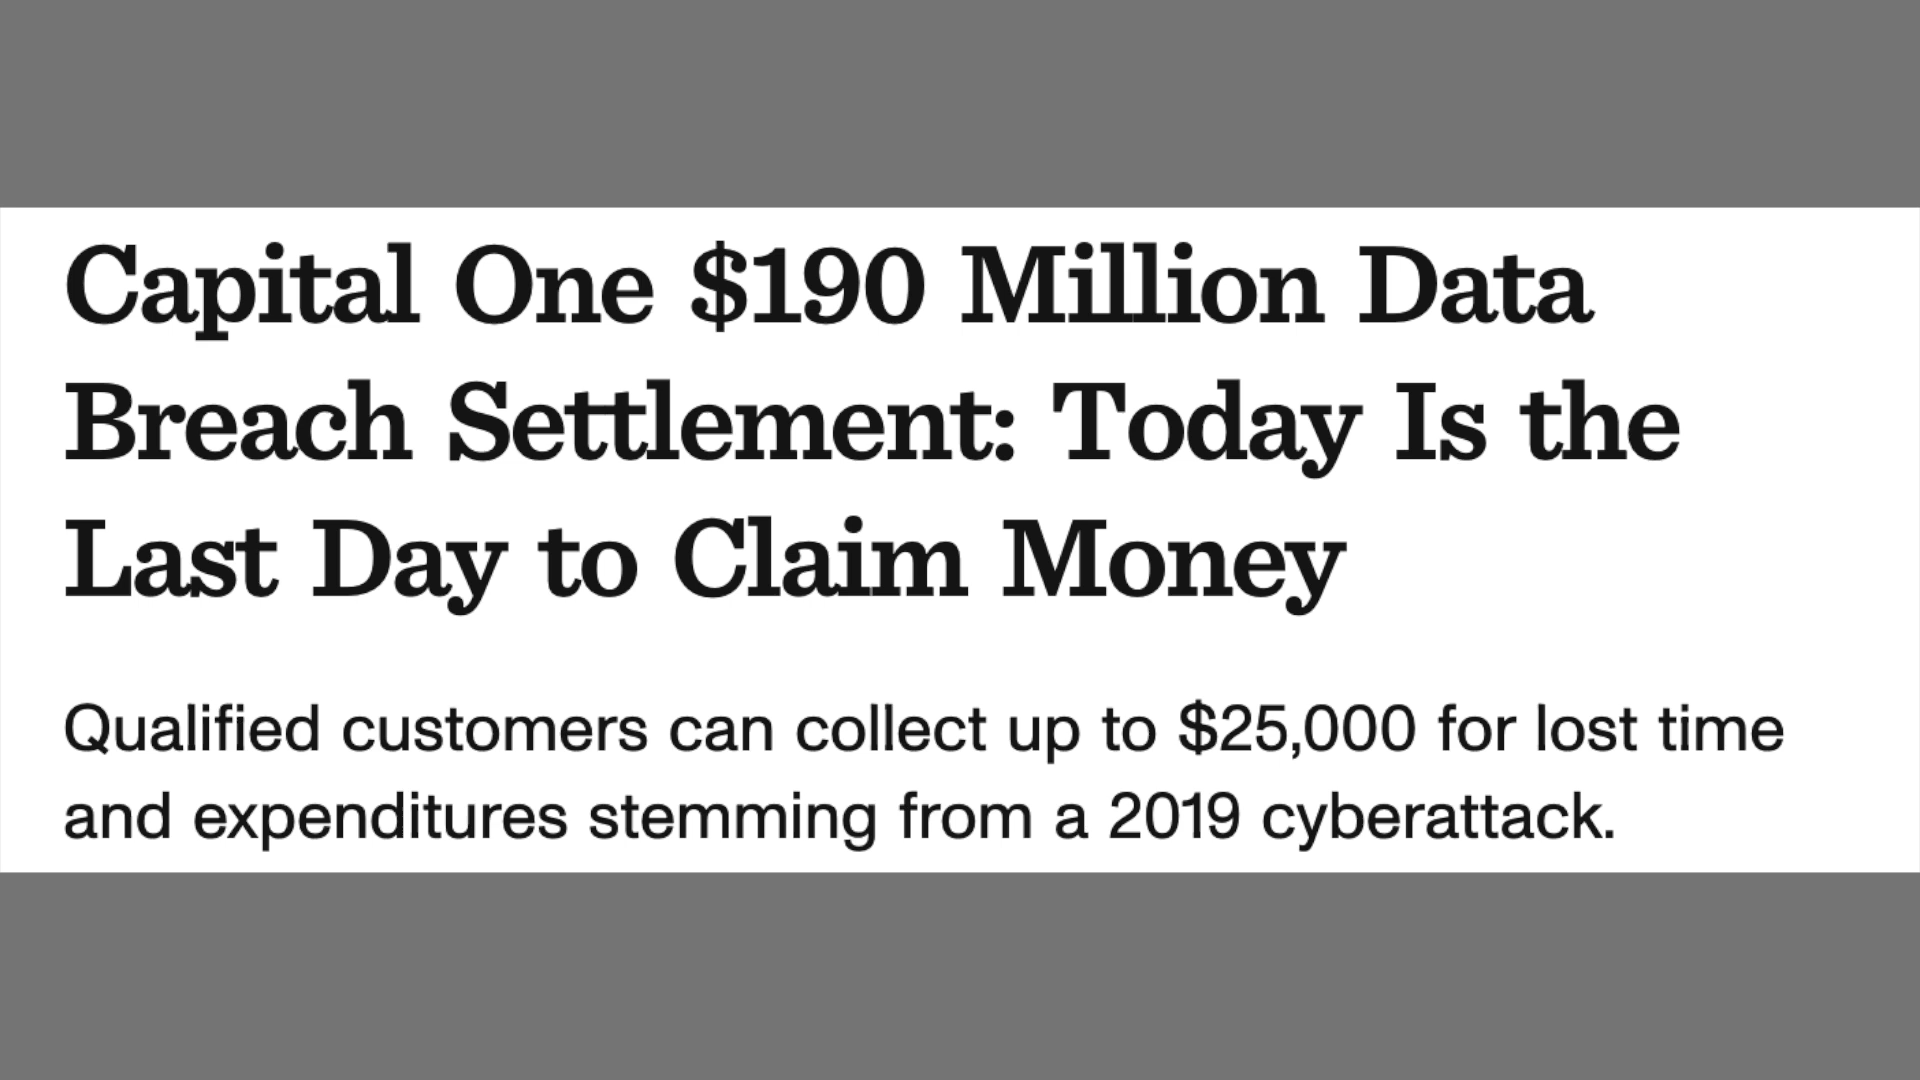 Capital One $190 Million Data
Breach Settlement: Today Is the
Last Day to Claim Money
Qualified customers can collect up to $25,000 for lost time
and expenditures stemming from a 2019 cyberattack.